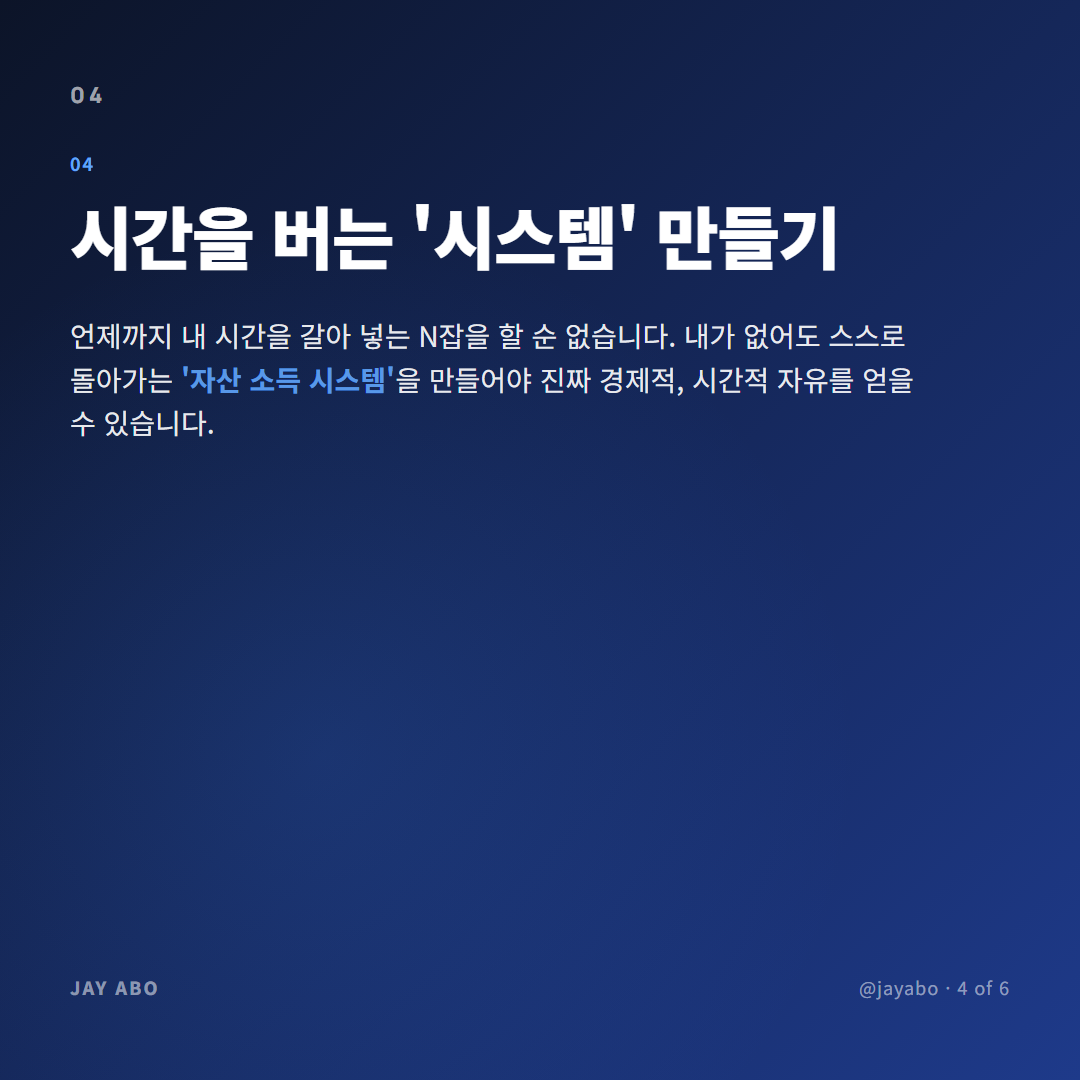 04
04
시간을 버는 '시스템' 만들기
언제까지 내 시간을 갈아 넣는 N잡을 할 순 없습니다. 내가 없어도 스스로
돌아가는 '자산 소득 시스템'을 만들어야 진짜 경제적, 시간적 자유를 얻을
수 있습니다.
JAY ABO
@jayabo · 4 of 6